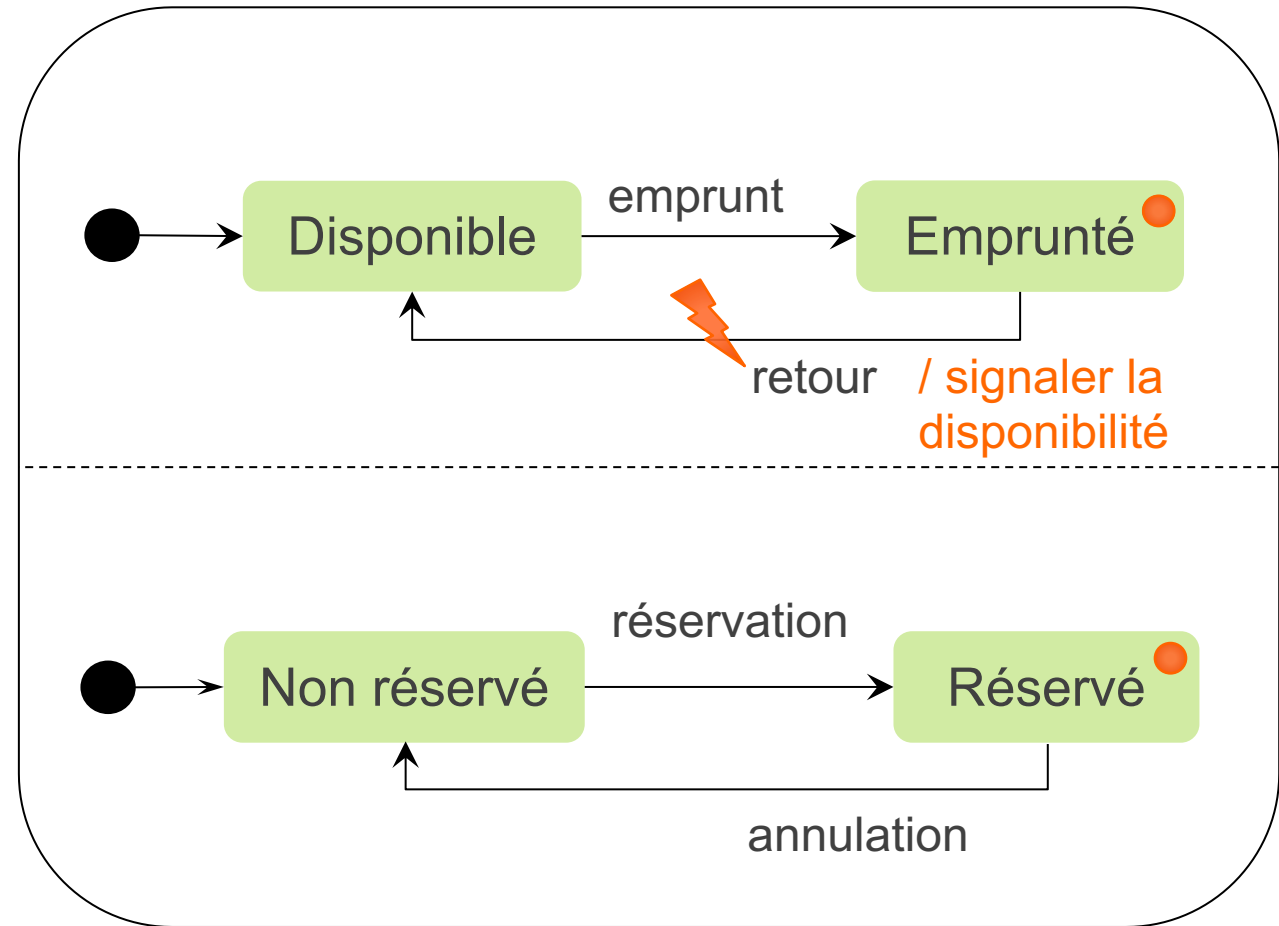 emprunt
Disponible
Emprunté
retour / signaler la
disponibilité
réservation
Non réservé
Réservé
annulation